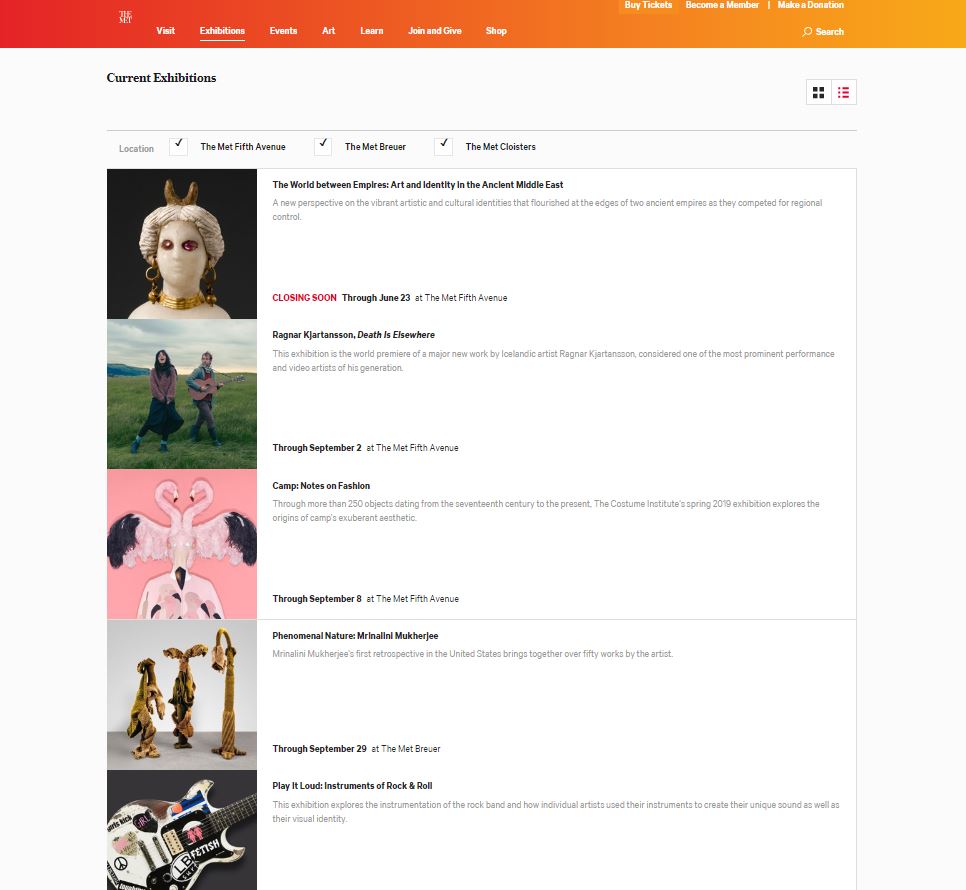 Buy Tickets Become a Member | Make a Donation
THE
MET
Visit Exhibitions Events Art Learn Join and Give Shop
Search
Current Exhibitions
Location The Met Fifth Avenue The Met Breuer The Met Cloisters
The World between Empires: Art and Identity in the Ancient Middle East
A new perspective on the vibrant artistic and cultural identities that flourished at the edges of two ancient empires as they competed for regional
control.
CLOSING SOON Through June 23 at The Met Fifth Avenue
Ragnar Kjartansson, Death Is Elsewhere
This exhibition is the world premiere of a major new work by Icelandic artist Ragnar Kjartansson, considered one of the most prominent performance
and video artists of his generation.
Through September 2 at The Met Fifth Avenue
Camp: Notes on Fashion
Through more than 250 objects dating from the seventeenth century to the present, The Costume Institute's spring 2019 exhibition explores the
origins of camp's exuberant aesthetic.
Through September 8 at The Met Fifth Avenue
Phenomenal Nature: Mrinalini Mukherjee
Mrinalini Mukherjee's first retrospective in the United States brings together over fifty works by the artist.
Through September 29 at The Met Breuer
Play It Loud: Instruments of Rock & Roll
This exhibition explores the instrumentation of the rock band and how individual artists used their instruments to create their unique sound as well as
their visual identity.
GIRL
FETISH